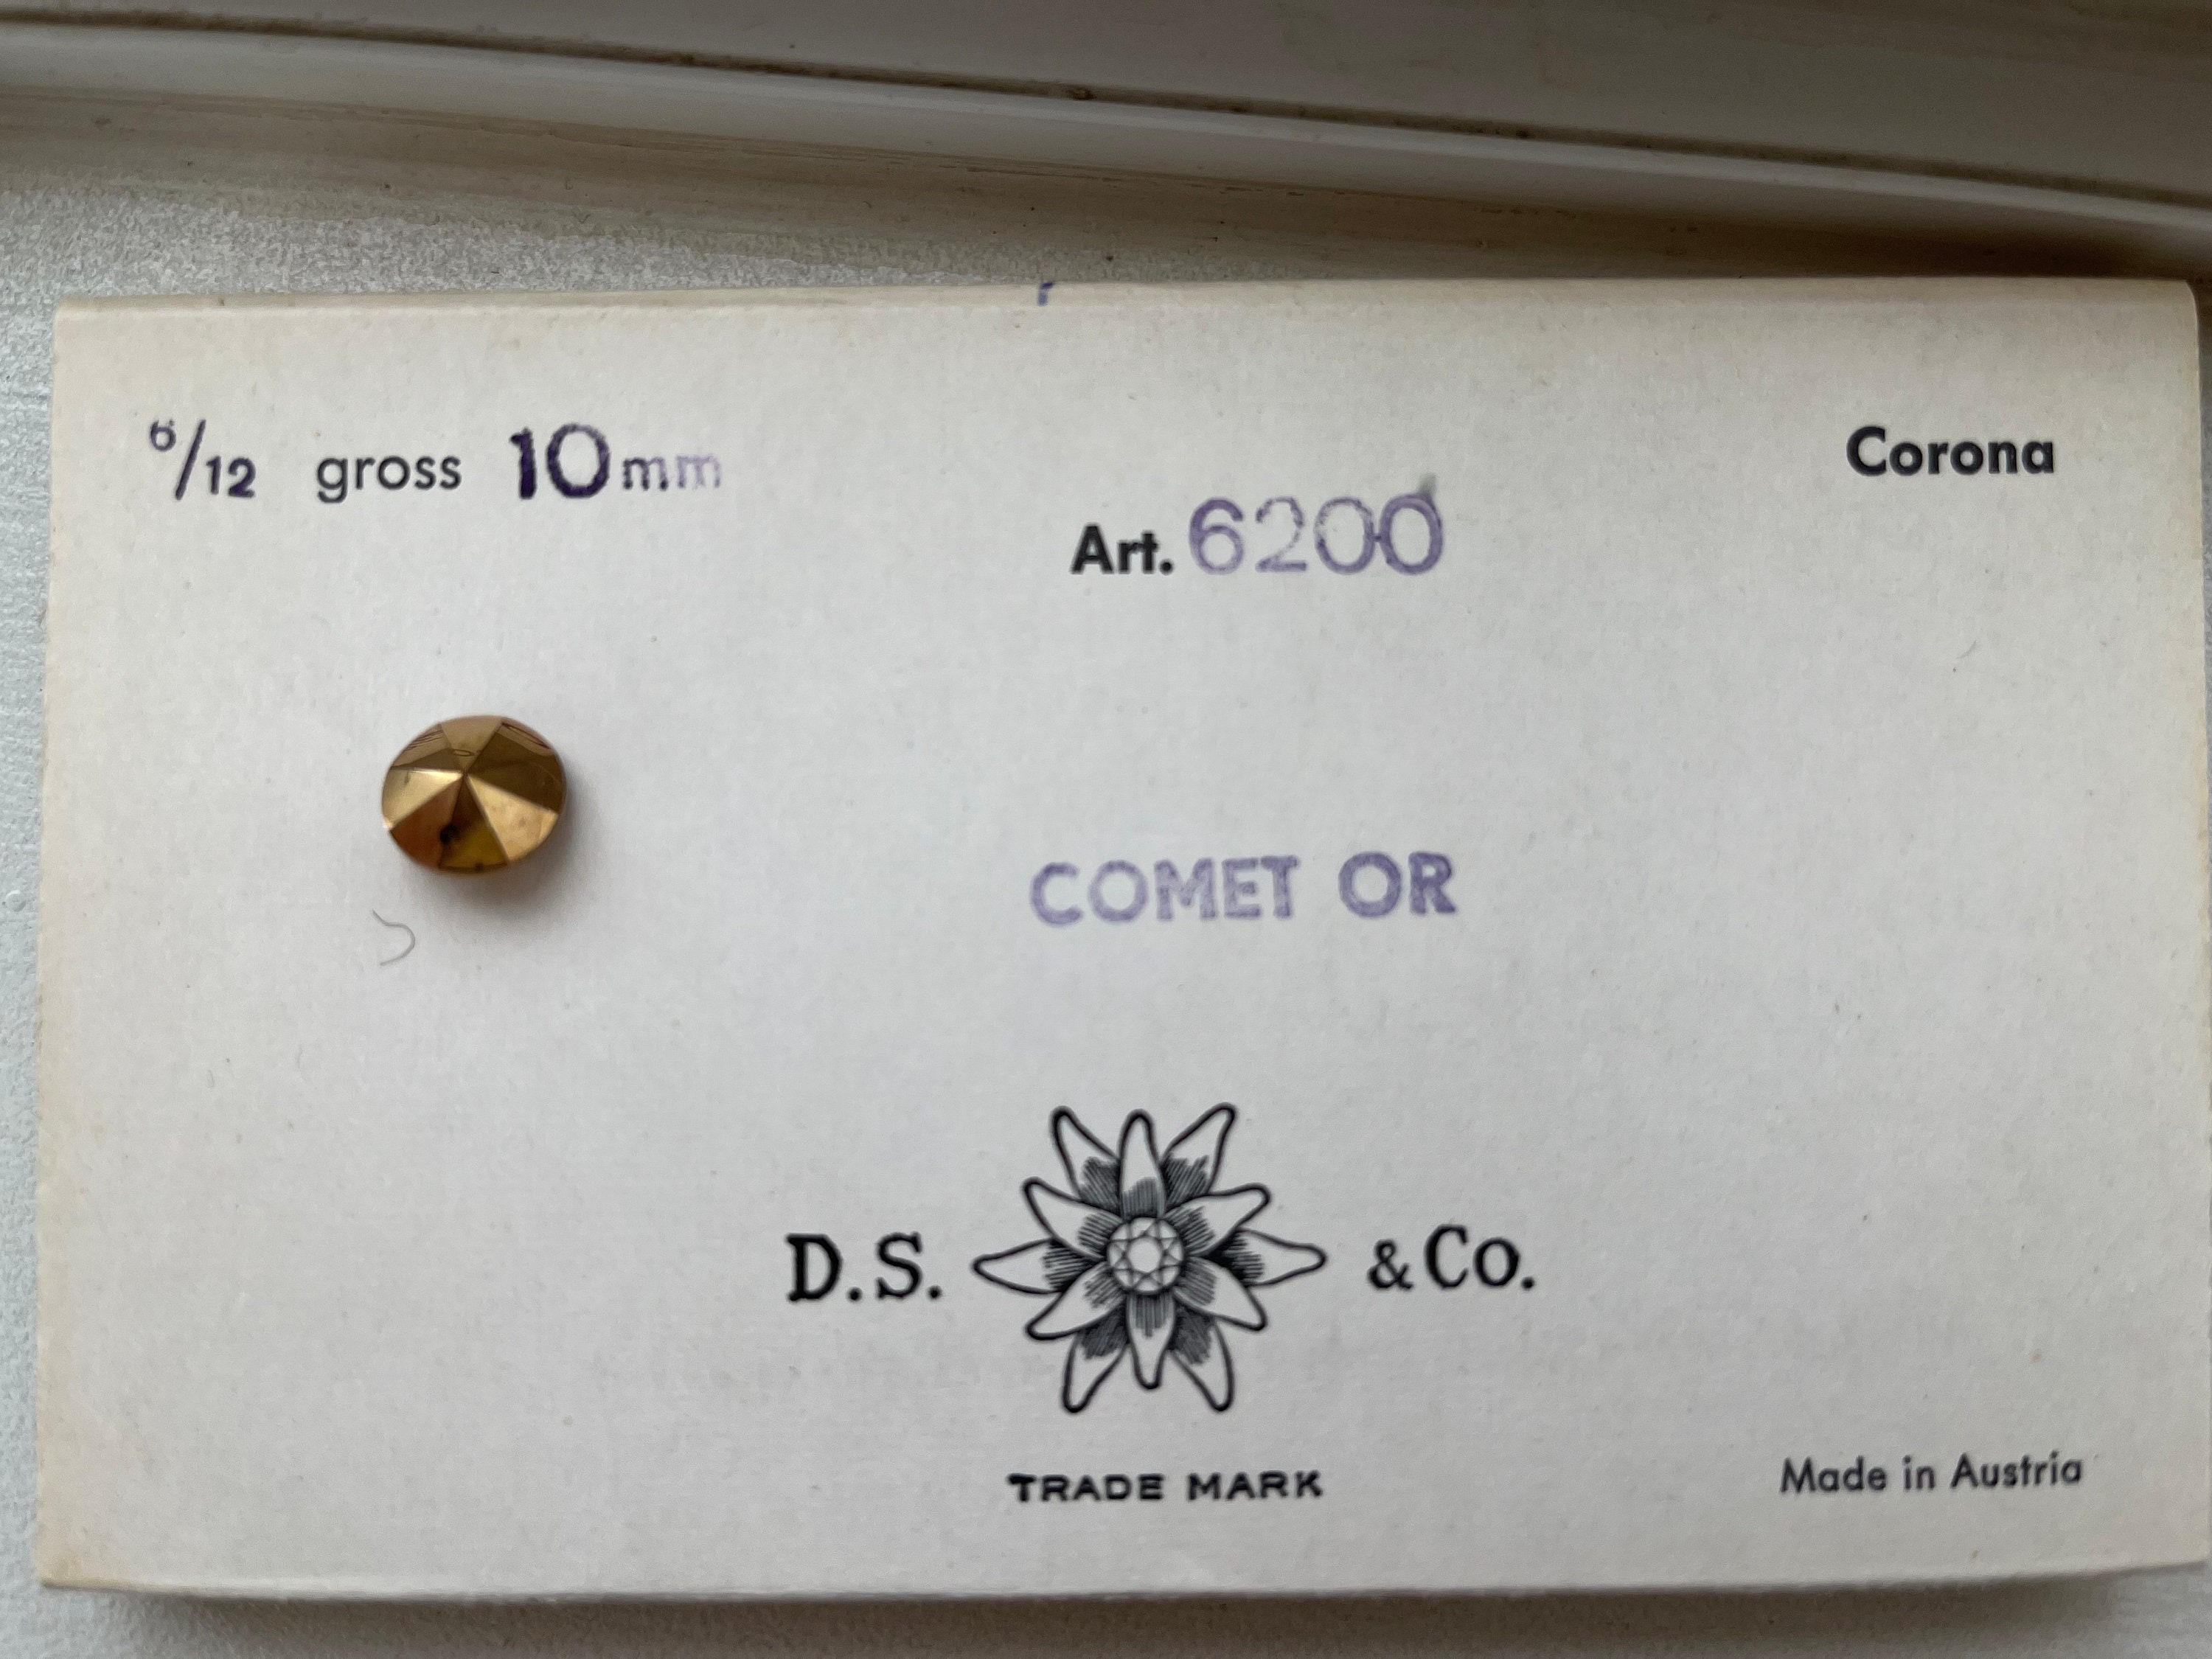 6/12 gross 10mm
Corona
Art. 6200
COMET OR
D.S. & Co.
TRADE MARK
Made in Austria